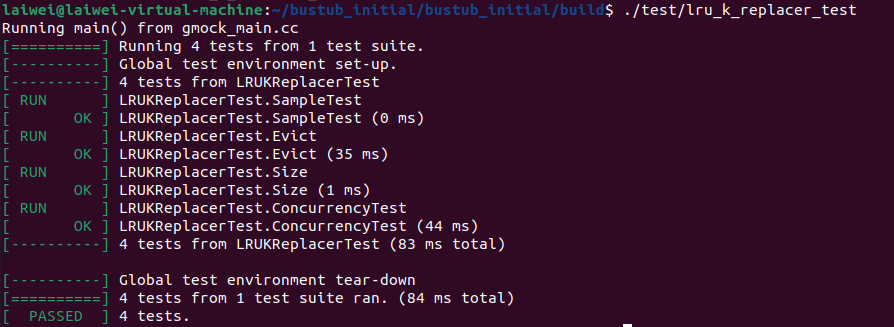 laiwei@laiwei-virtual-machine:~/bustub_initial/bustub_initial/build$ ./test/lru_k_replacer_test
Running main() from gmock_main.cc
[==========] Running 4 tests from 1 test suite.
[----------] Global test environment set-up.
[----------] 4 tests from LRUKReplacerTest
[ RUN      ] LRUKReplacerTest.SampleTest
[       OK ] LRUKReplacerTest.SampleTest (0 ms)
[ RUN      ] LRUKReplacerTest.Evict
[       OK ] LRUKReplacerTest.Evict (35 ms)
[ RUN      ] LRUKReplacerTest.Size
[       OK ] LRUKReplacerTest.Size (1 ms)
[ RUN      ] LRUKReplacerTest.ConcurrencyTest
[       OK ] LRUKReplacerTest.ConcurrencyTest (44 ms)
[----------] 4 tests from LRUKReplacerTest (83 ms total)

[----------] Global test environment tear-down
[==========] 4 tests from 1 test suite ran. (84 ms total)
[  PASSED  ] 4 tests.